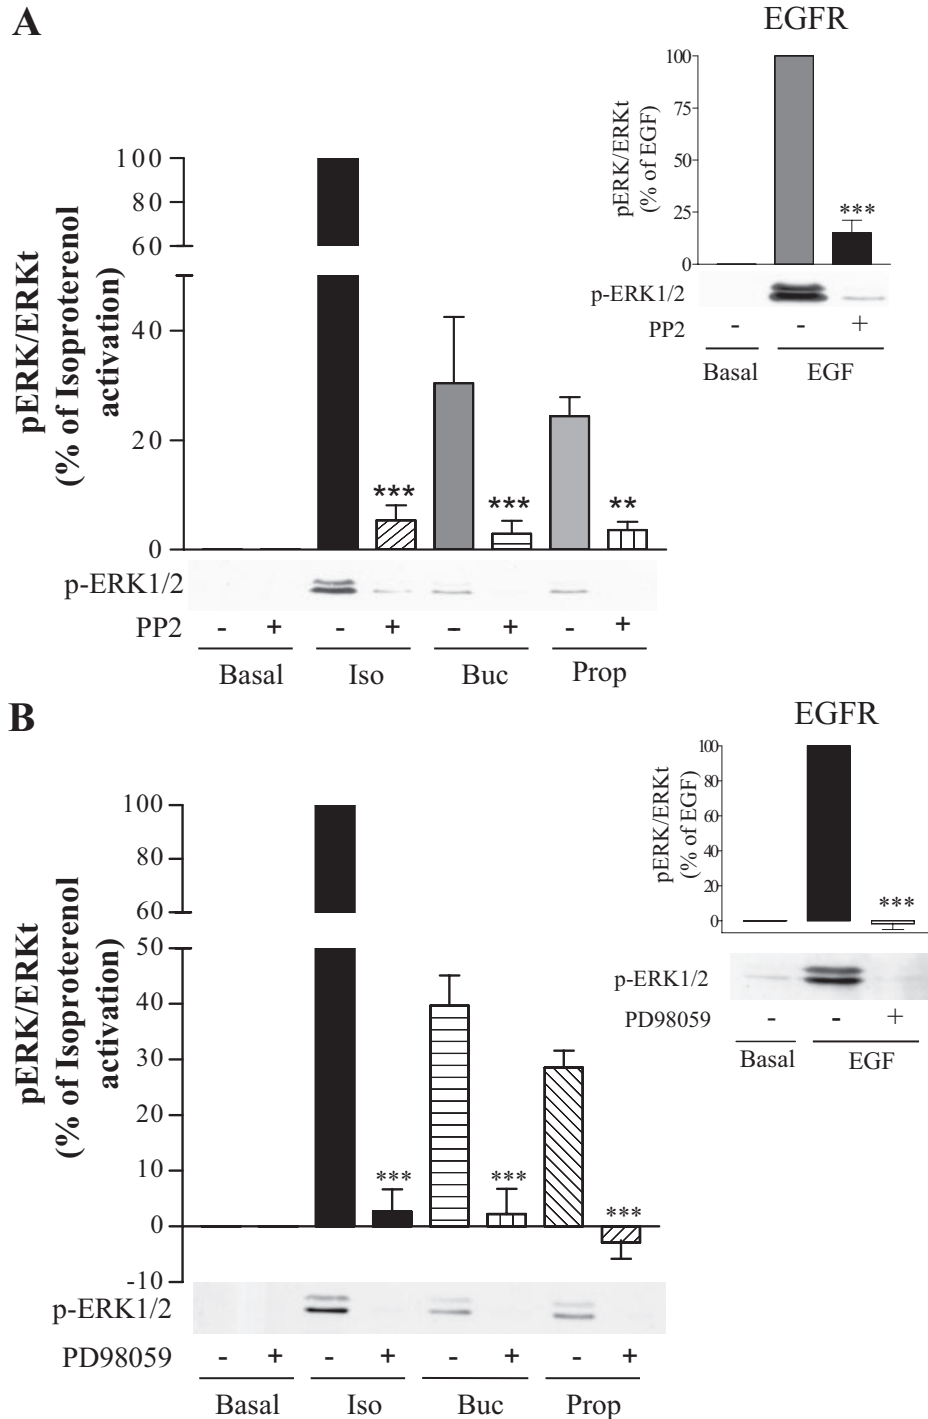 A
EGFR
pERK/ERKt
(% of EGF)
100
75
50
25
0
***
p-ERK1/2
PP2 - - +
Basal EGF
pERK/ERKt
(% of Isoproterenol
activation)
100
60
40
20
0
*** *** **
p-ERK1/2
PP2 - + - + - + - +
Basal Iso Buc Prop
B
EGFR
pERK/ERKt
(% of EGF)
100
80
60
40
20
0
***
p-ERK1/2
PD98059 - - +
Basal EGF
pERK/ERKt
(% of Isoproterenol
activation)
100
80
60
50
40
30
20
10
0
-10
*** *** ***
p-ERK1/2
PD98059 - + - + - + - +
Basal Iso Buc Prop